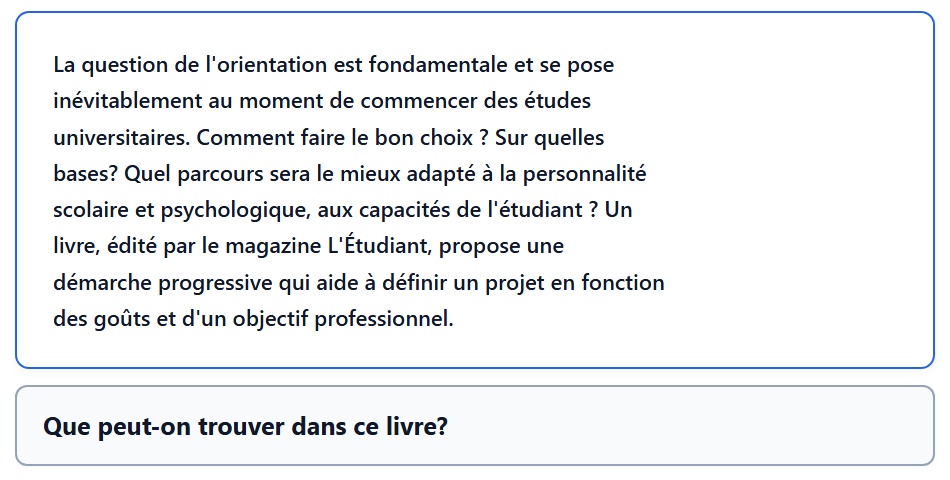 La question de l'orientation est fondamentale et se pose
inévitablement au moment de commencer des études
universitaires. Comment faire le bon choix ? Sur quelles
bases? Quel parcours sera le mieux adapté à la personnalité
scolaire et psychologique, aux capacités de l'étudiant ? Un
livre, édité par le magazine L'Étudiant, propose une
démarche progressive qui aide à définir un projet en fonction
des goûts et d'un objectif professionnel.
Que peut-on trouver dans ce livre?